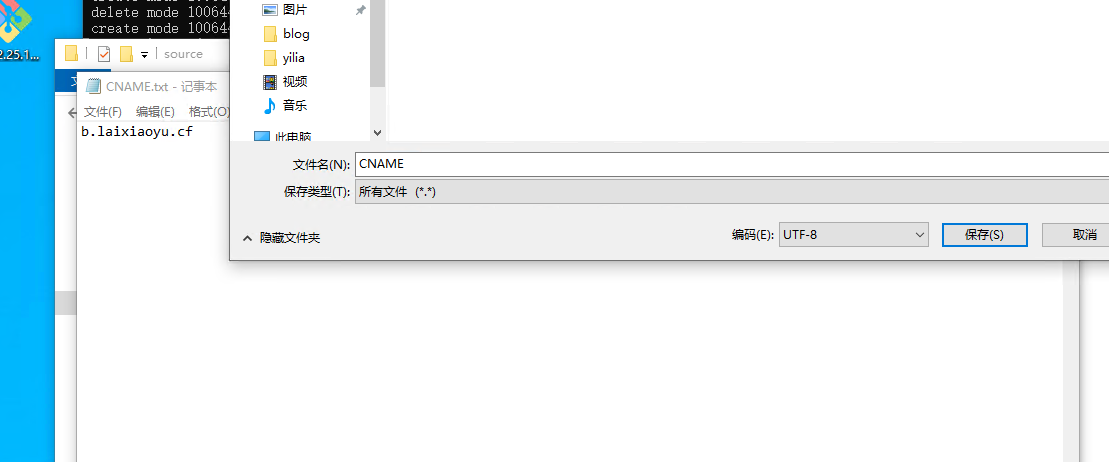 delete mode 10064
create mode 10064
2.25.1...
source
CNAME.txt - 记事本
文件(F) 编辑(E) 格式(O)
b.laixiaoyu.cf
图片
blog
yilia
视频
音乐
此电脑
文件名(N): CNAME
保存类型(T): 所有文件 (*.*)
隐藏文件夹
编码(E): UTF-8
保存(S)
取消